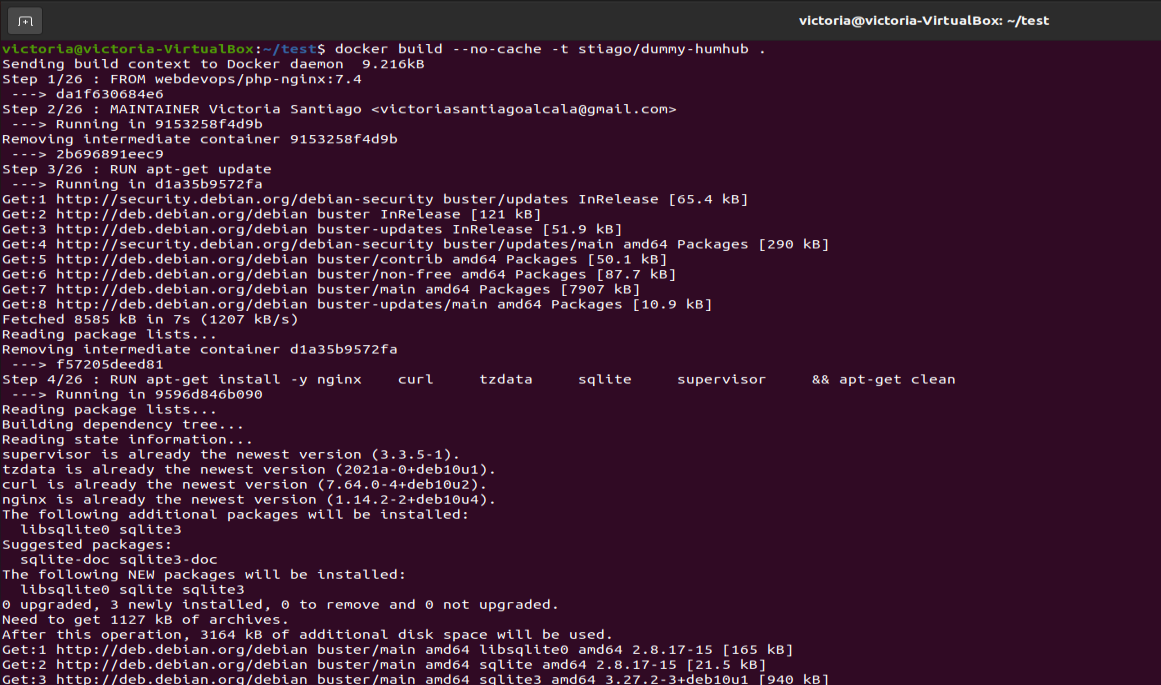 victoria@victoria-VirtualBox: ~/test
victoria@victoria-VirtualBox:~/test$ docker build --no-cache -t stiago/dummy-humhub .
Sending build context to Docker daemon  9.216kB
Step 1/26 : FROM webdevops/php-nginx:7.4
 ---> da1f630684e6
Step 2/26 : MAINTAINER Victoria Santiago <victoriasantiagoalcala@gmail.com>
 ---> Running in 9153258f4d9b
Removing intermediate container 9153258f4d9b
 ---> 2b696891eec9
Step 3/26 : RUN apt-get update
 ---> Running in d1a35b9572fa
Get:1 http://security.debian.org/debian-security buster/updates InRelease [65.4 kB]
Get:2 http://deb.debian.org/debian buster InRelease [121 kB]
Get:3 http://deb.debian.org/debian buster-updates InRelease [51.9 kB]
Get:4 http://security.debian.org/debian-security buster/updates/main amd64 Packages [290 kB]
Get:5 http://deb.debian.org/debian buster/contrib amd64 Packages [50.1 kB]
Get:6 http://deb.debian.org/debian buster/non-free amd64 Packages [87.7 kB]
Get:7 http://deb.debian.org/debian buster/main amd64 Packages [7907 kB]
Get:8 http://deb.debian.org/debian buster-updates/main amd64 Packages [10.9 kB]
Fetched 8585 kB in 7s (1207 kB/s)
Reading package lists...
Removing intermediate container d1a35b9572fa
 ---> f57205deed81
Step 4/26 : RUN apt-get install -y nginx    curl     tzdata     sqlite     supervisor     && apt-get clean
 ---> Running in 9596d846b090
Reading package lists...
Building dependency tree...
Reading state information...
supervisor is already the newest version (3.3.5-1).
tzdata is already the newest version (2021a-0+deb10u1).
curl is already the newest version (7.64.0-4+deb10u2).
nginx is already the newest version (1.14.2-2+deb10u4).
The following additional packages will be installed:
  libsqlite0 sqlite3
Suggested packages:
  sqlite-doc sqlite3-doc
The following NEW packages will be installed:
  libsqlite0 sqlite sqlite3
0 upgraded, 3 newly installed, 0 to remove and 0 not upgraded.
Need to get 1127 kB of archives.
After this operation, 3164 kB of additional disk space will be used.
Get:1 http://deb.debian.org/debian buster/main amd64 libsqlite0 amd64 2.8.17-15 [165 kB]
Get:2 http://deb.debian.org/debian buster/main amd64 sqlite amd64 2.8.17-15 [21.5 kB]
Get:3 http://deb.debian.org/debian buster/main amd64 sqlite3 amd64 3.27.2-3+deb10u1 [940 kB]